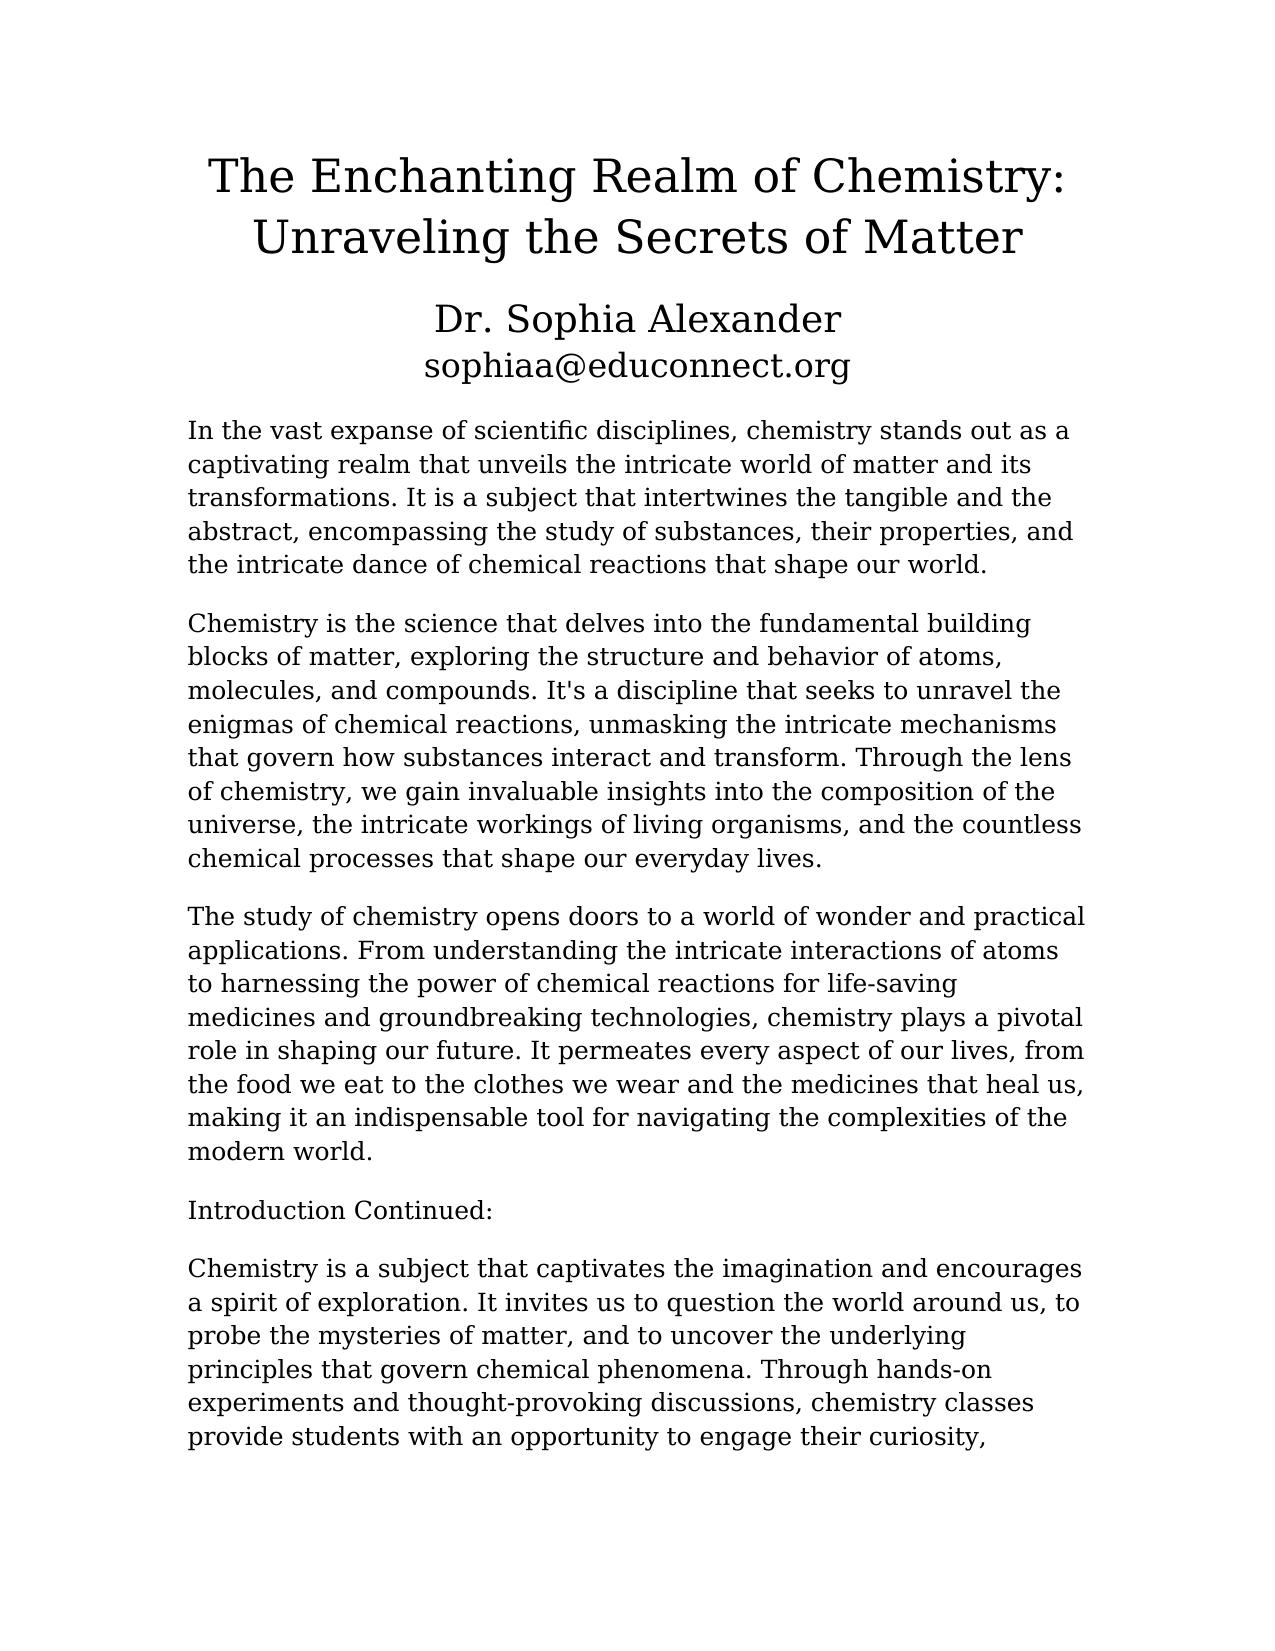 The Enchanting Realm of Chemistry:
Unraveling the Secrets of Matter
Dr. Sophia Alexander
sophiaa@educonnect.org
In the vast expanse of scientific disciplines, chemistry stands out as a
captivating realm that unveils the intricate world of matter and its
transformations. It is a subject that intertwines the tangible and the
abstract, encompassing the study of substances, their properties, and
the intricate dance of chemical reactions that shape our world.
Chemistry is the science that delves into the fundamental building
blocks of matter, exploring the structure and behavior of atoms,
molecules, and compounds. It's a discipline that seeks to unravel the
enigmas of chemical reactions, unmasking the intricate mechanisms
that govern how substances interact and transform. Through the lens
of chemistry, we gain invaluable insights into the composition of the
universe, the intricate workings of living organisms, and the countless
chemical processes that shape our everyday lives.
The study of chemistry opens doors to a world of wonder and practical
applications. From understanding the intricate interactions of atoms
to harnessing the power of chemical reactions for life-saving
medicines and groundbreaking technologies, chemistry plays a pivotal
role in shaping our future. It permeates every aspect of our lives, from
the food we eat to the clothes we wear and the medicines that heal us,
making it an indispensable tool for navigating the complexities of the
modern world.
Introduction Continued:
Chemistry is a subject that captivates the imagination and encourages
a spirit of exploration. It invites us to question the world around us, to
probe the mysteries of matter, and to uncover the underlying
principles that govern chemical phenomena. Through hands-on
experiments and thought-provoking discussions, chemistry classes
provide students with an opportunity to engage their curiosity,